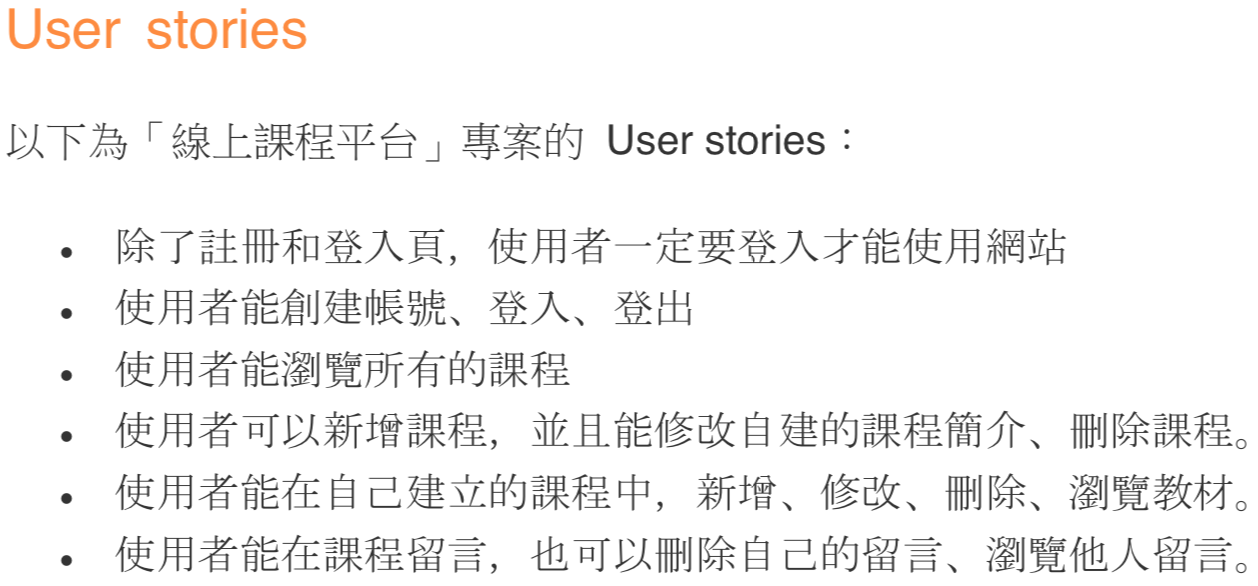 User stories
以下為「線上課程平台」專案的 User stories：
• 除了註冊和登入頁，使用者一定要登入才能使用網站
• 使用者能創建帳號、登入、登出
• 使用者能瀏覽所有的課程
• 使用者可以新增課程，並且能修改自建的課程簡介、刪除課程。
• 使用者能在自己建立的課程中，新增、修改、刪除、瀏覽教材。
• 使用者能在課程留言，也可以刪除自己的留言、瀏覽他人留言。